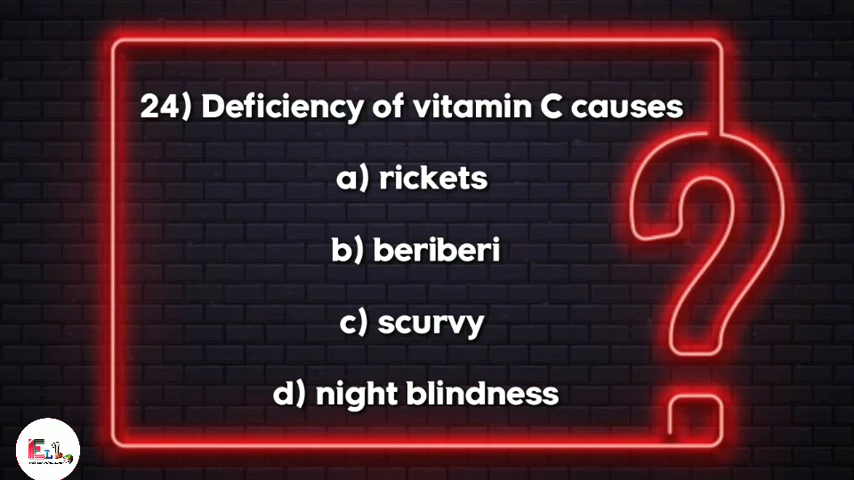 24) Deficiency of vitamin C causes
a) rickets
b) beriberi
c) scurvy
d) night blindness